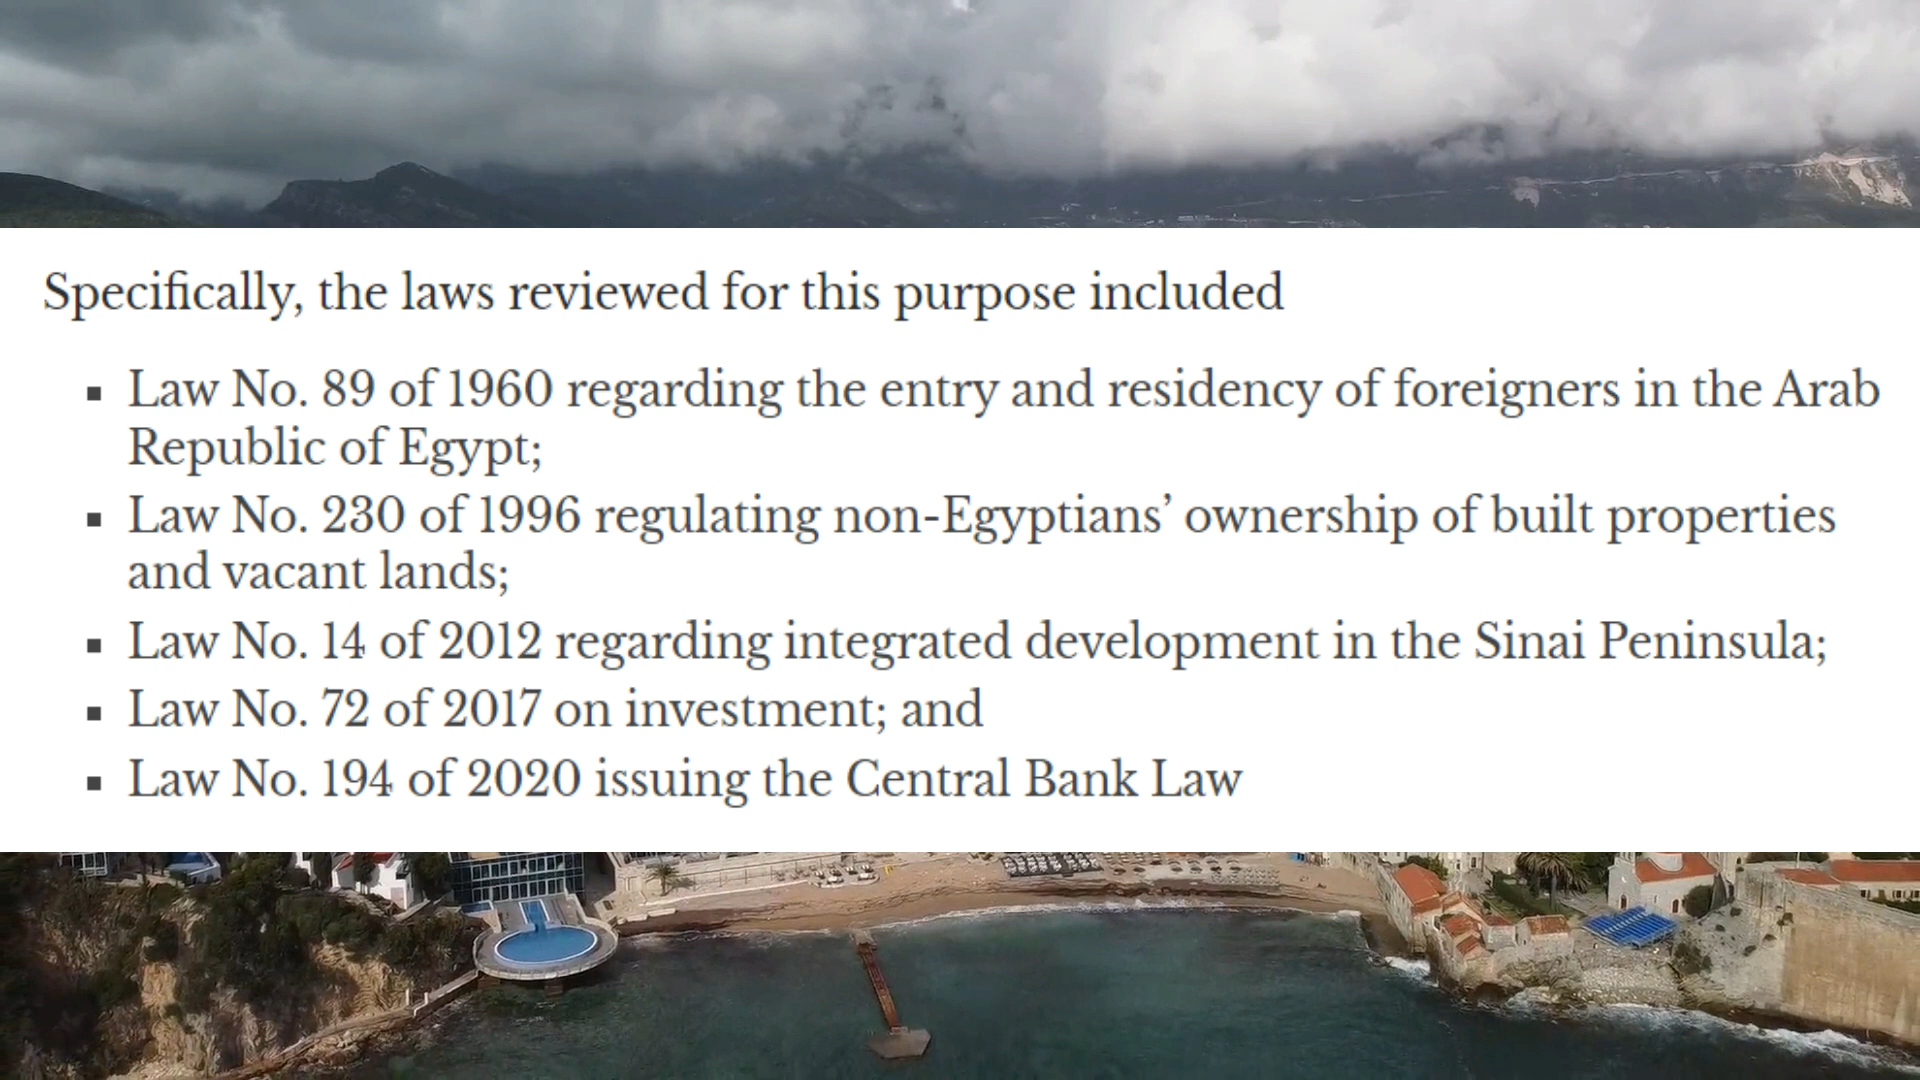 Specifically, the laws reviewed for this purpose included
▪ Law No. 89 of 1960 regarding the entry and residency of foreigners in the Arab
Republic of Egypt;
▪ Law No. 230 of 1996 regulating non-Egyptians’ ownership of built properties
and vacant lands;
▪ Law No. 14 of 2012 regarding integrated development in the Sinai Peninsula;
▪ Law No. 72 of 2017 on investment; and
▪ Law No. 194 of 2020 issuing the Central Bank Law